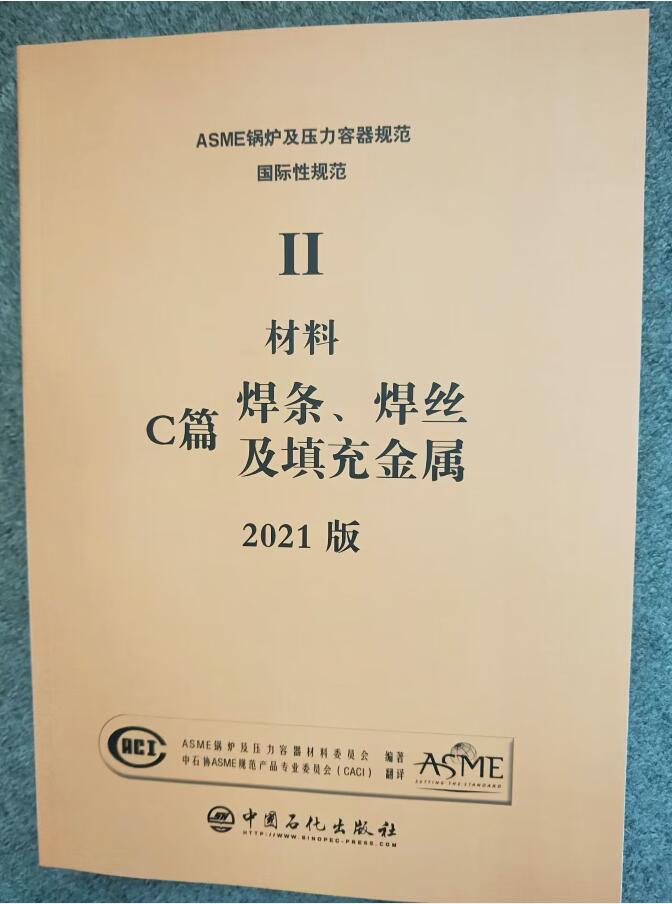 ASME锅炉及压力容器规范
国际性规范
II
材料
C篇 焊条、焊丝
及填充金属
2021 版
CACI
ASME锅炉及压力容器材料委员会 编著
中石协ASME规范产品专业委员会（CACI） 翻译
ASME
SETTING THE STANDARD
中国石化出版社
HTTP://WWW.SINOPEC-PRESS.COM